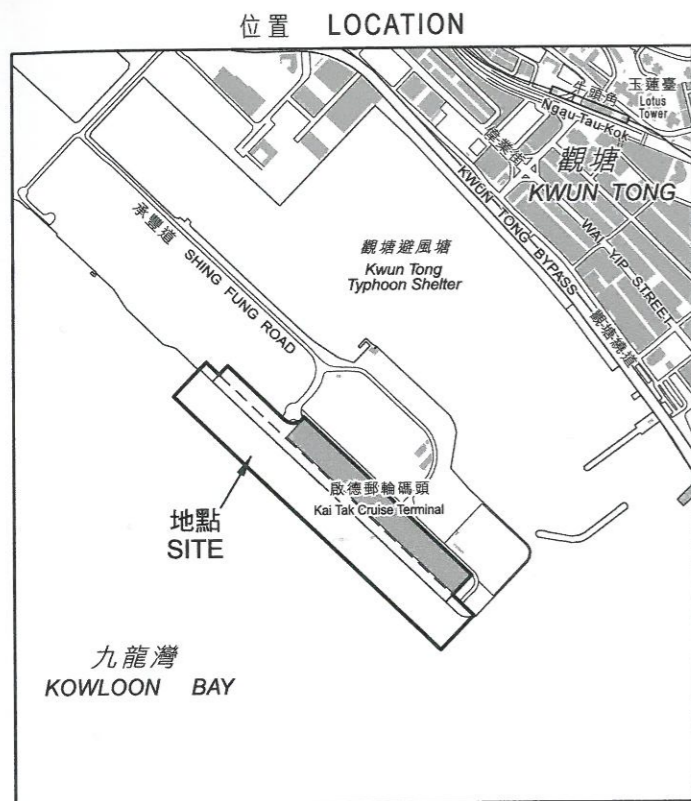 位置 LOCATION
玉蓮臺
Lotus
Tower
牛頭角
Ngau Tau Kok
偉業街
觀塘
KWUN TONG
KWUN TONG BYPASS 觀塘繞道
WAI YIP STREET
承豐道 SHING FUNG ROAD
觀塘避風塘
Kwun Tong
Typhoon Shelter
啟德郵輪碼頭
Kai Tak Cruise Terminal
地點
SITE
九龍灣
KOWLOON BAY